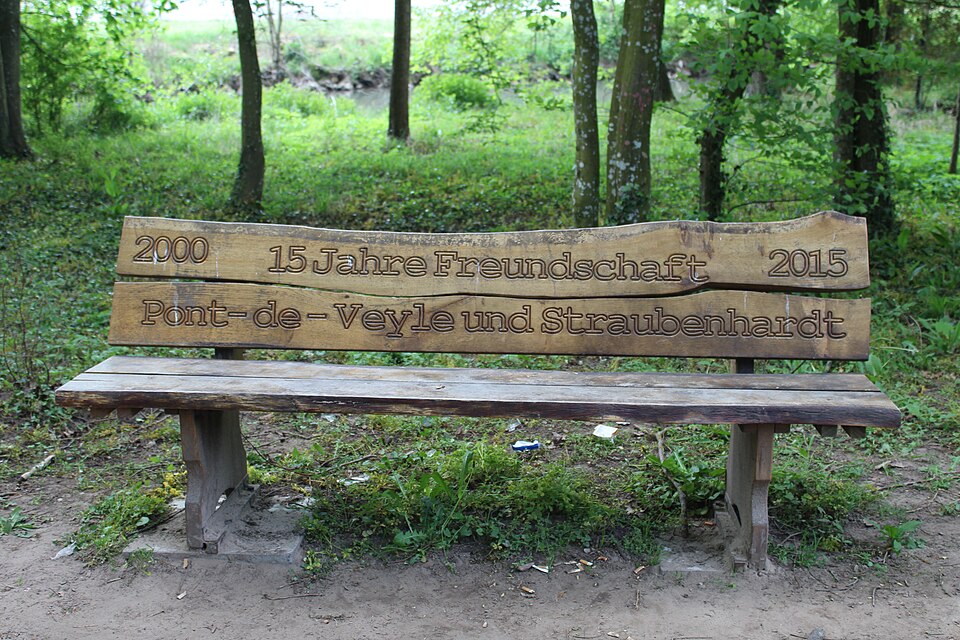 2000 15 Jahre Freundschaft 2015
Pont-de-Veyle und Straubenhardt